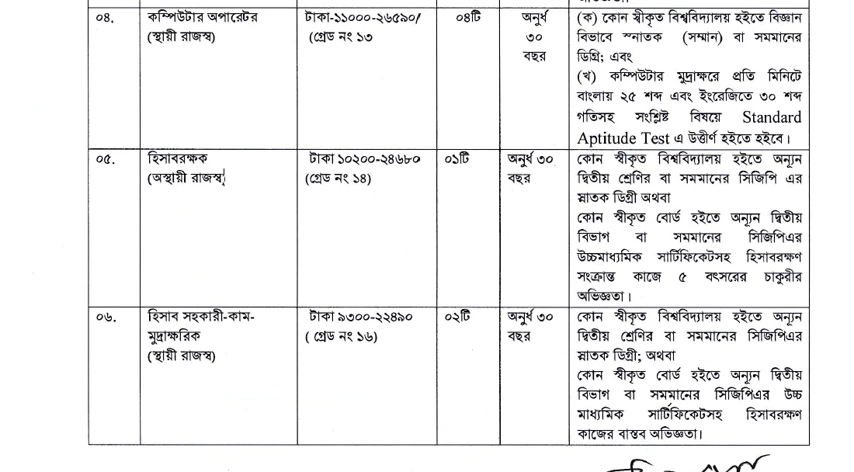 ০৪. কম্পিউটার অপারেটর টাকা-১১০০০-২৬৫৯০/ ০৪টি অনুর্ধ (ক) কোন স্বীকৃত বিশ্ববিদ্যালয় হইতে বিজ্ঞান
(স্থায়ী রাজস্ব) (গ্রেড নং ১৩ ৩০ বিভাবে স্নাতক (সম্মান) বা সমমানের
বছর ডিগ্রি; এবং
(খ) কম্পিউটার মুদ্রাক্ষরে প্রতি মিনিটে
বাংলায় ২৫ শব্দ এবং ইংরেজিতে ৩০ শব্দ
গতিসহ সংশ্লিষ্ট বিষয়ে Standard
Aptitude Test এ উত্তীর্ণ হইতে হইবে।
০৫. হিসাবরক্ষক টাকা ১০২০০-২৪৬৮০ ০১টি অনুর্ধ ৩০ কোন স্বীকৃত বিশ্ববিদ্যালয় হইতে অন্যূন
(অস্থায়ী রাজস্ব) (গ্রেড নং ১৪) বছর দ্বিতীয় শ্রেণির বা সমমানের সিজিপি এর
স্নাতক ডিগ্রী অথবা
কোন স্বীকৃত বোর্ড হইতে অন্যূন দ্বিতীয়
বিভাগ বা সমমানের সিজিপিএর
উচ্চমাধ্যমিক সার্টিফিকেটসহ হিসাবরক্ষণ
সংক্রান্ত কাজে ৫ বৎসরের চাকুরীর
অভিজ্ঞতা।
০৬. হিসাব সহকারী-কাম- টাকা ৯৩০০-২২৪৯০ ০২টি অনুর্ধ ৩০ কোন স্বীকৃত বিশ্ববিদ্যালয় হইতে অন্যূন
মুদ্রাক্ষরিক ( গ্রেড নং ১৬) বছর দ্বিতীয় শ্রেণির বা সমমানের সিজিপিএর
(স্থায়ী রাজস্ব) স্নাতক ডিগ্রী; অথবা
কোন স্বীকৃত বোর্ড হইতে অন্যূন দ্বিতীয়
বিভাগ বা সমমানের সিজিপিএর উচ্চ
মাধ্যমিক সার্টিফিকেটসহ হিসাবরক্ষণ
কাজের বাস্তব অভিজ্ঞতা।